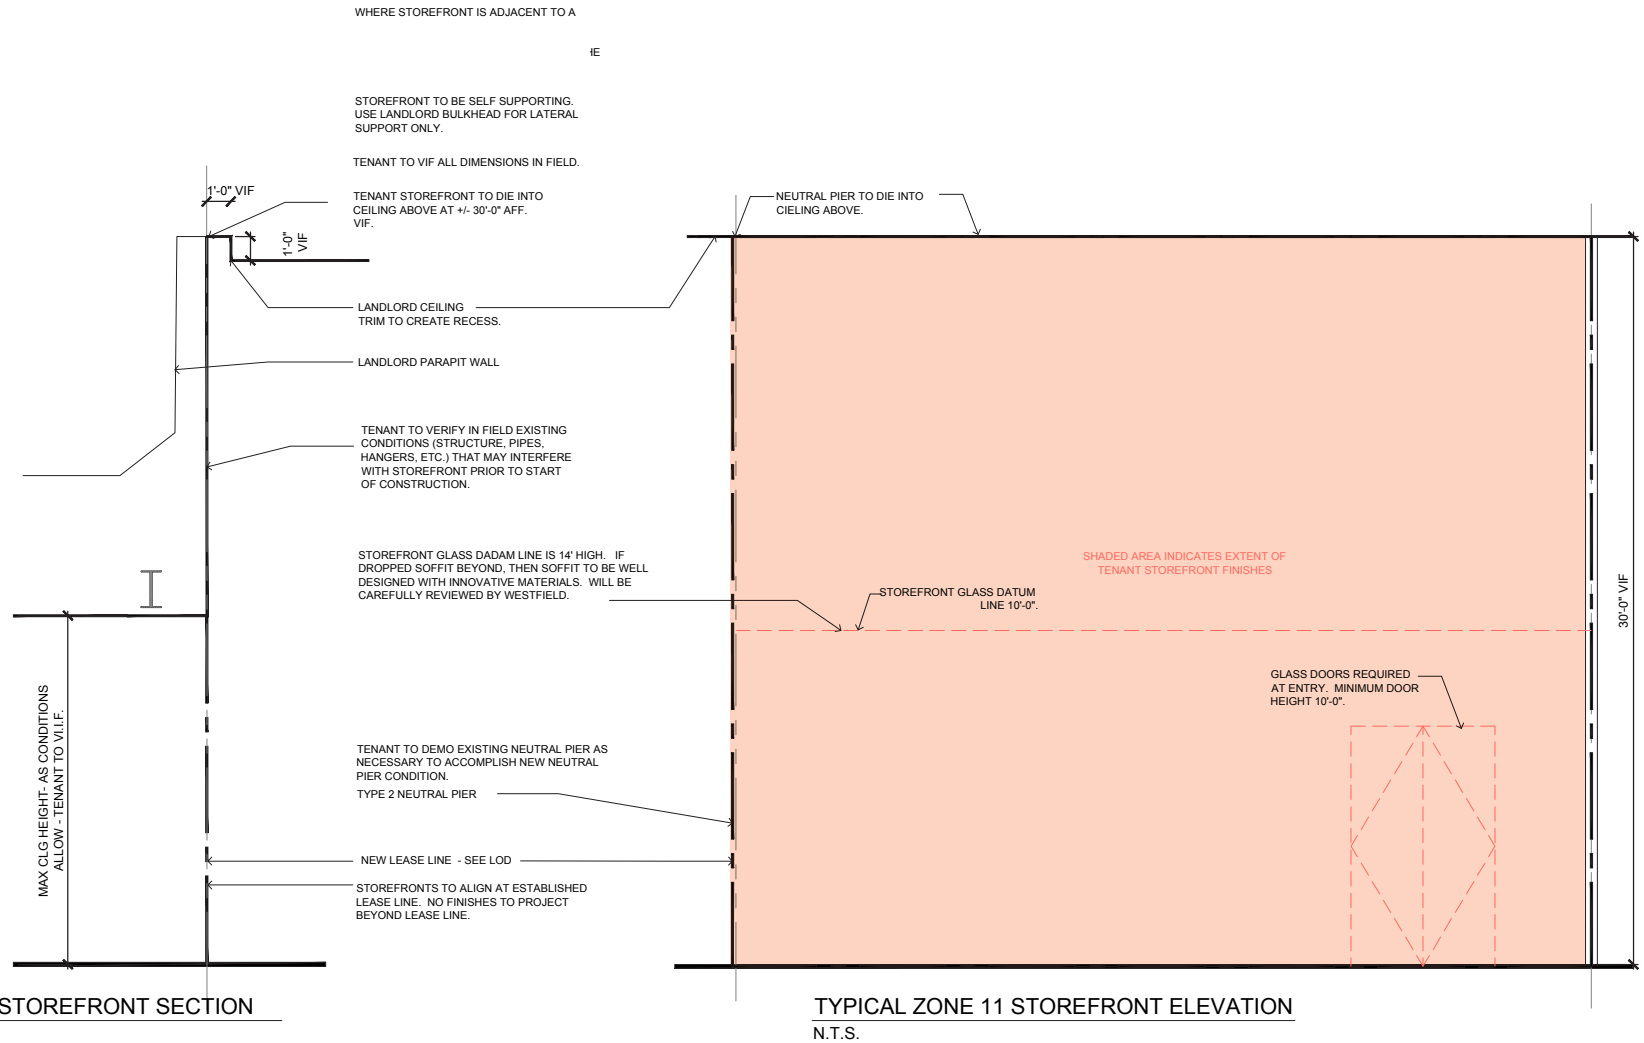 WHERE STOREFRONT IS ADJACENT TO A
STOREFRONT TO BE SELF SUPPORTING.
USE LANDLORD BULKHEAD FOR LATERAL
SUPPORT ONLY.
TENANT TO VIF ALL DIMENSIONS IN FIELD.
1'-0" VIF
TENANT STOREFRONT TO DIE INTO
CEILING ABOVE AT +/- 30'-0" AFF.
VIF.
1'-0"
VIF
NEUTRAL PIER TO DIE INTO
CIELING ABOVE.
LANDLORD CEILING
TRIM TO CREATE RECESS.
LANDLORD PARAPIT WALL
TENANT TO VERIFY IN FIELD EXISTING
CONDITIONS (STRUCTURE, PIPES,
HANGERS, ETC.) THAT MAY INTERFERE
WITH STOREFRONT PRIOR TO START
OF CONSTRUCTION.
STOREFRONT GLASS DADAM LINE IS 14' HIGH. IF
DROPPED SOFFIT BEYOND, THEN SOFFIT TO BE WELL
DESIGNED WITH INNOVATIVE MATERIALS. WILL BE
CAREFULLY REVIEWED BY WESTFIELD.
SHADED AREA INDICATES EXTENT OF
TENANT STOREFRONT FINISHES
STOREFRONT GLASS DATUM
LINE 10'-0".
30'-0" VIF
GLASS DOORS REQUIRED
AT ENTRY. MINIMUM DOOR
HEIGHT 10'-0".
MAX CLG HEIGHT- AS CONDITIONS
ALLOW - TENANT TO V.I.F.
TENANT TO DEMO EXISTING NEUTRAL PIER AS
NECESSARY TO ACCOMPLISH NEW NEUTRAL
PIER CONDITION.
TYPE 2 NEUTRAL PIER
NEW LEASE LINE - SEE LOD
STOREFRONTS TO ALIGN AT ESTABLISHED
LEASE LINE. NO FINISHES TO PROJECT
BEYOND LEASE LINE.
STOREFRONT SECTION
TYPICAL ZONE 11 STOREFRONT ELEVATION
N.T.S.